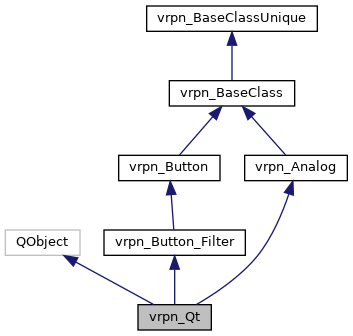 vrpn_BaseClassUnique
vrpn_BaseClass
vrpn_Button
vrpn_Analog
QObject
vrpn_Button_Filter
vrpn_Qt